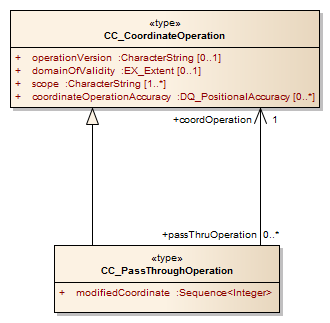 «type»
CC_CoordinateOperation
+ operationVersion :CharacterString [0..1]
+ domainOfValidity :EX_Extent [0..1]
+ scope :CharacterString [1..*]
+ coordinateOperationAccuracy :DQ_PositionalAccuracy [0..*]
+coordOperation 1
+passThruOperation 0..*
«type»
CC_PassThroughOperation
+ modifiedCoordinate :Sequence<Integer>